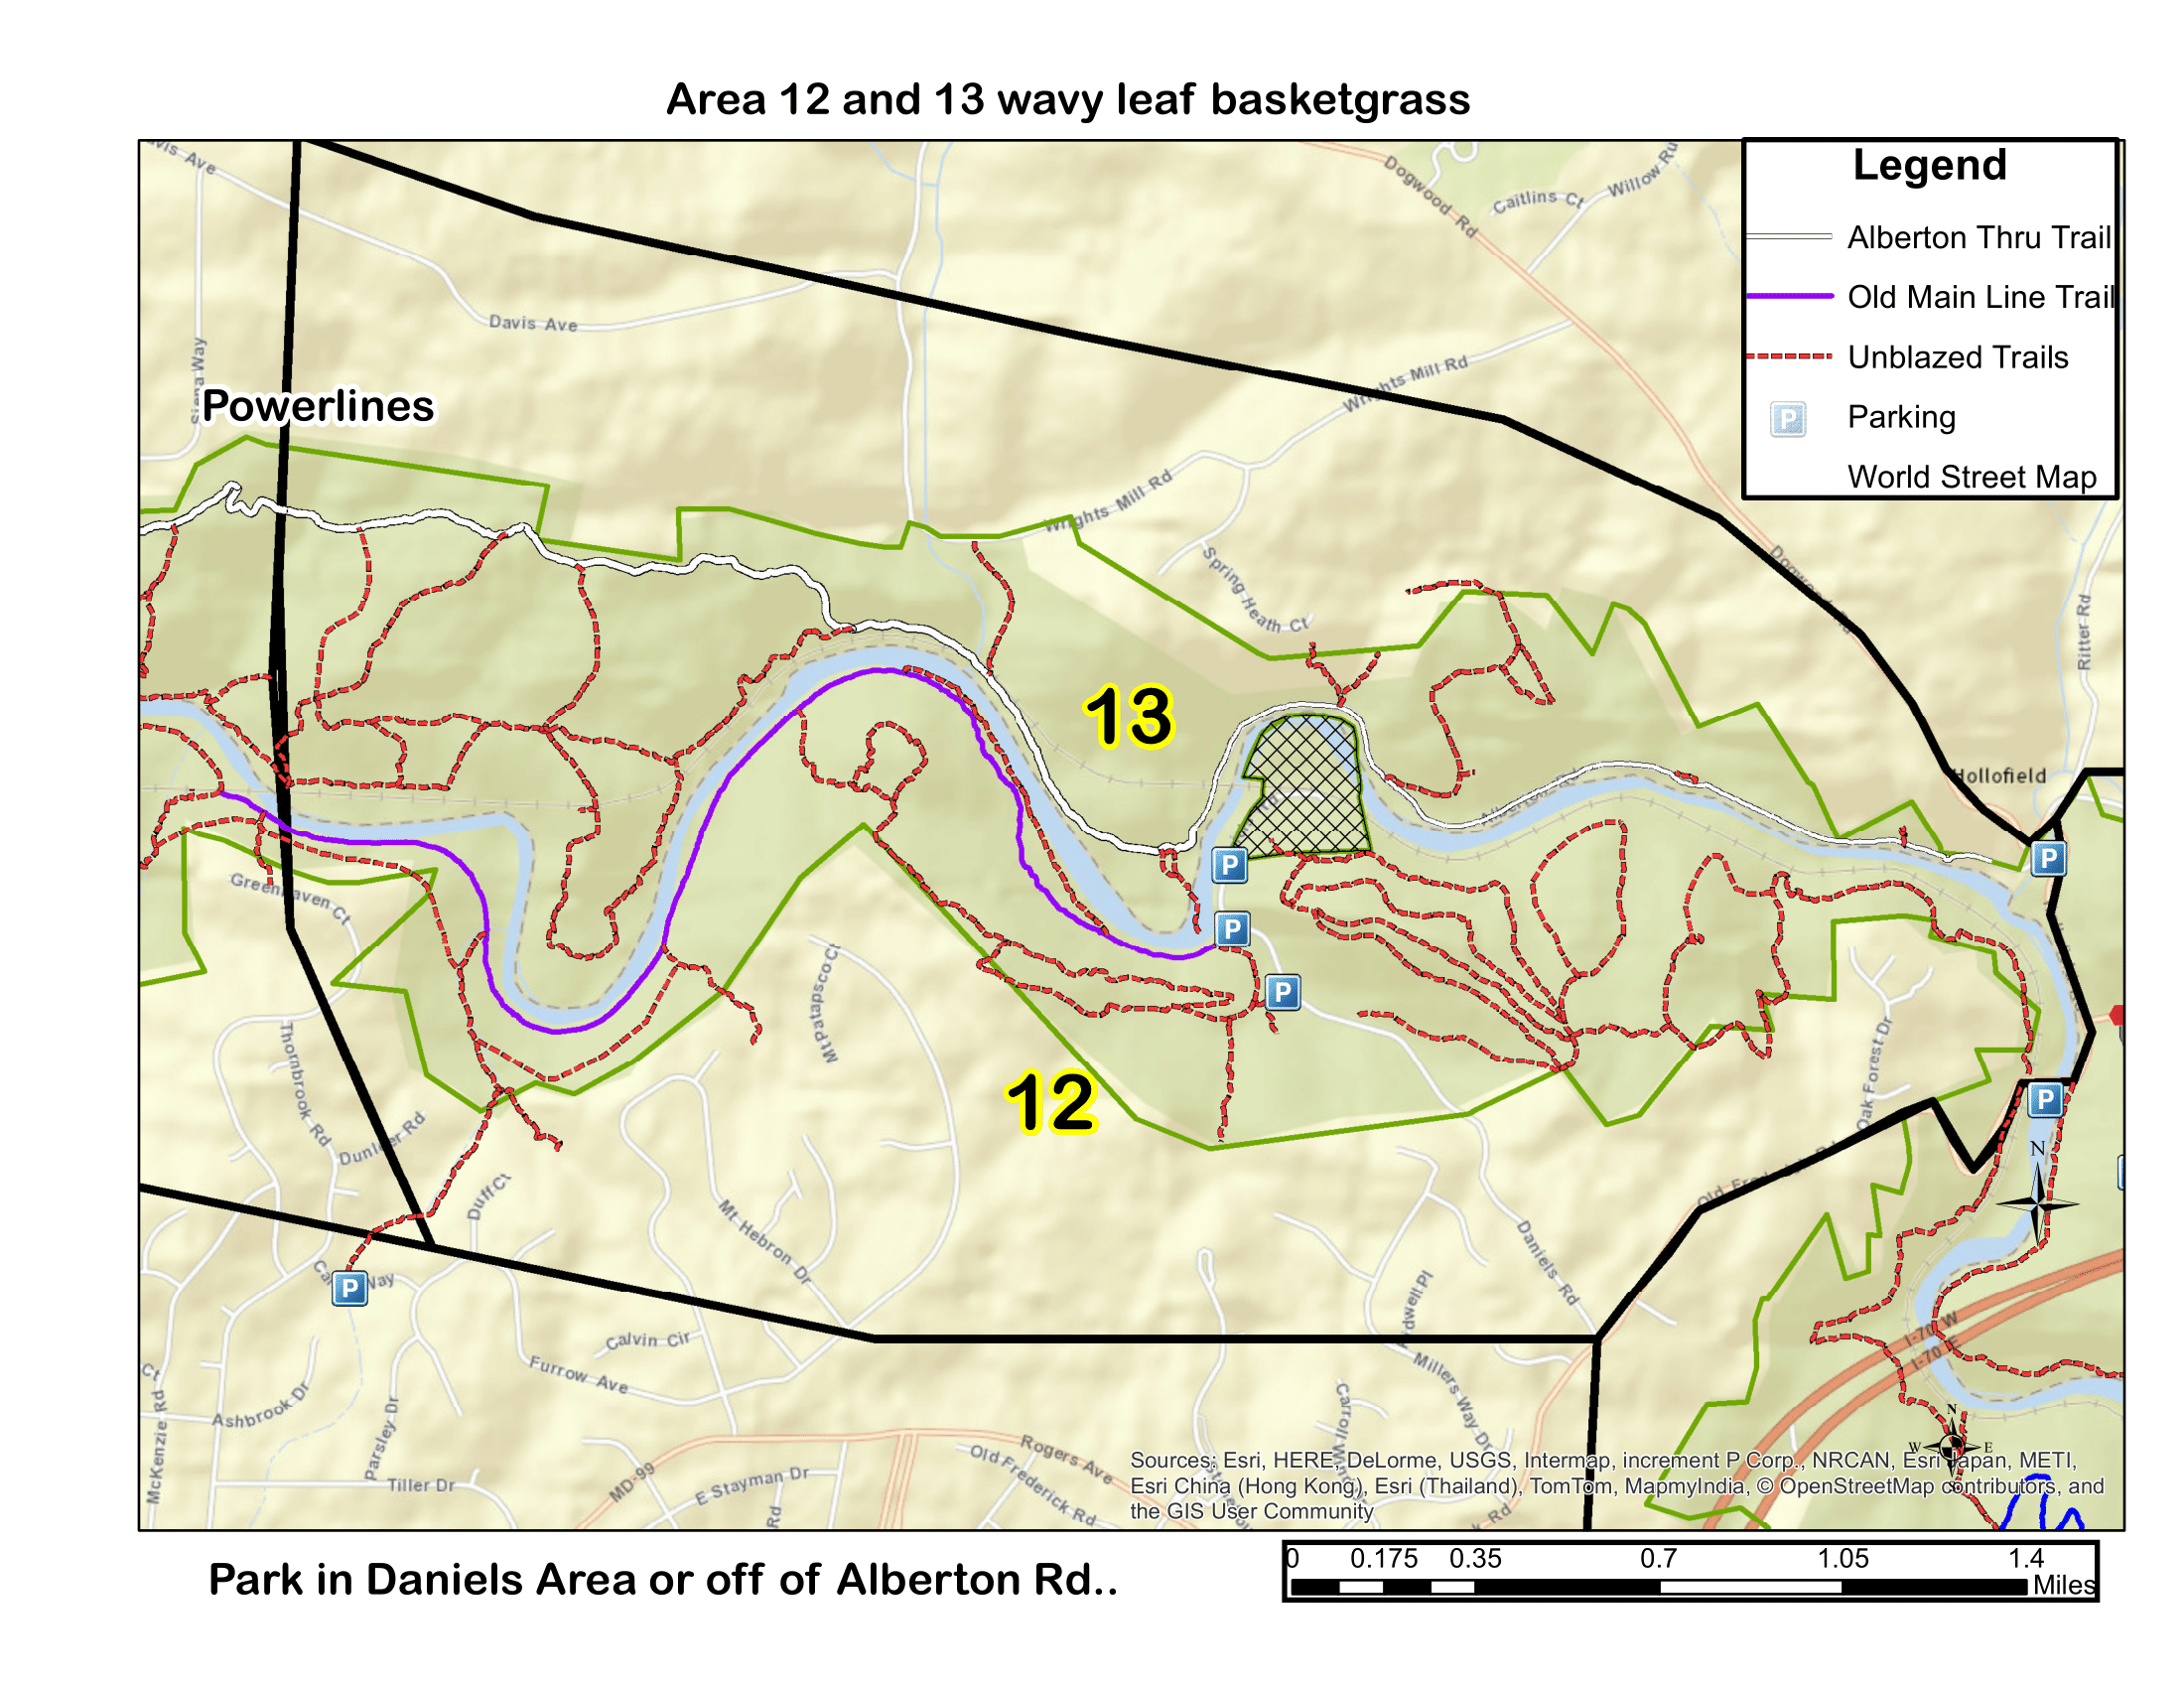 Area 12 and 13 wavy leaf basketgrass
Legend
Alberton Thru Trail
Old Main Line Trail
Unblazed Trails
P
Parking
World Street Map
Davis Ave
Dogwood Rd
Caitlins Ct
Davis Ave
Wrights Mill Rd
Powerlines
Wrights Mill Rd
Spring Heath Ct
Ritter Rd
13
Hollofield
P
P
Greenhaven Ct
P
P
Mt Patapsco Ct
Thornbrook Rd
12
Oak Forest Dr
P
Duff Ct
N
Mt Hebron Dr
Daniels Rd
P
I-70 W
I-70 E
Calvin Cir
Furrow Ave
Millers Way Dr
Ct
Ashbrook Dr
McKenzie Rd
Parsley Dr
Tiller Dr
MD-99
E Stayman Dr
Rd
Rogers Ave
Old Frederick Rd
N
W
E
Sources: Esri, HERE, DeLorme, USGS, Intermap, increment P Corp., NRCAN, Esri Japan, METI,
Esri China (Hong Kong), Esri (Thailand), TomTom, MapmyIndia, © OpenStreetMap contributors, and
the GIS User Community
Park in Daniels Area or off of Alberton Rd..
0 0.175 0.35 0.7 1.05 1.4
Miles